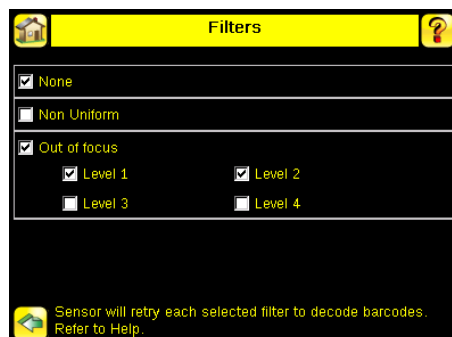 Filters
?
None
Non Uniform
Out of focus
Level 1 Level 2
Level 3 Level 4
Sensor will retry each selected filter to decode barcodes.
Refer to Help.